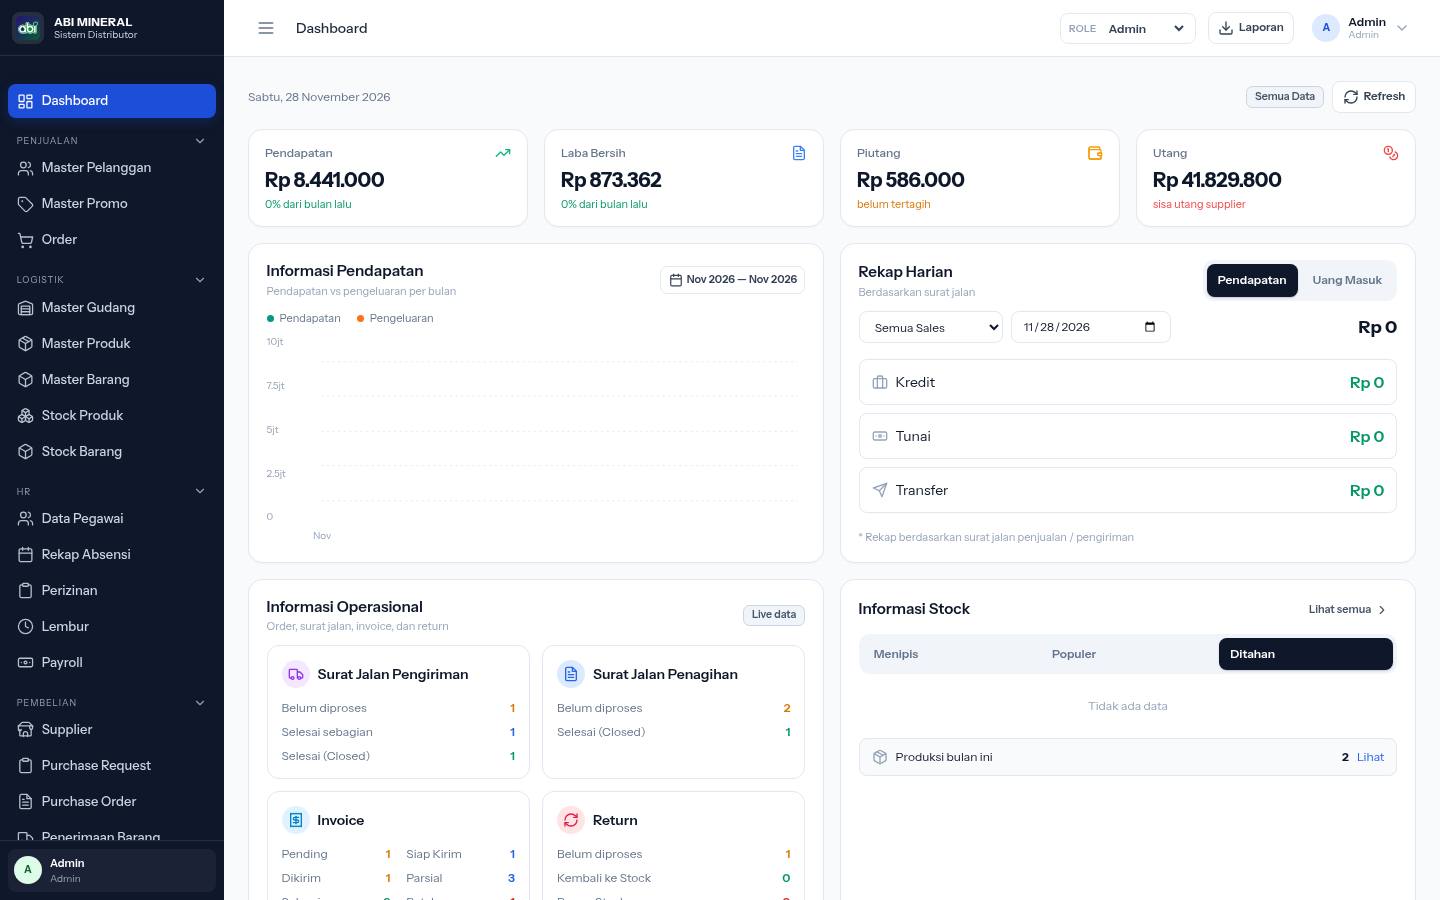 abi
ABI MINERAL
Sistem Distributor
Dashboard
PENJUALAN
Master Pelanggan
Master Promo
Order
LOGISTIK
Master Gudang
Master Produk
Master Barang
Stock Produk
Stock Barang
HR
Data Pegawai
Rekap Absensi
Perizinan
Lembur
Payroll
PEMBELIAN
Supplier
Purchase Request
Purchase Order
Penerimaan Barang
A
Admin
Admin
Dashboard
ROLE Admin
Laporan
A
Admin
Admin
Sabtu, 28 November 2026
Semua Data
Refresh
Pendapatan
Rp 8.441.000
0% dari bulan lalu
Laba Bersih
Rp 873.362
0% dari bulan lalu
Piutang
Rp 586.000
belum tertagih
Utang
Rp 41.829.800
sisa utang supplier
Informasi Pendapatan
Pendapatan vs pengeluaran per bulan
Nov 2026 — Nov 2026
Pendapatan Pengeluaran
10jt
7.5jt
5jt
2.5jt
0
Nov
Rekap Harian
Berdasarkan surat jalan
Pendapatan Uang Masuk
Semua Sales 11/28/2026 Rp 0
Kredit Rp 0
Tunai Rp 0
Transfer Rp 0
* Rekap berdasarkan surat jalan penjualan / pengiriman
Informasi Operasional
Order, surat jalan, invoice, dan return
Live data
Surat Jalan Pengiriman
Belum diproses 1
Selesai sebagian 1
Selesai (Closed) 1
Surat Jalan Penagihan
Belum diproses 2
Selesai (Closed) 1
Invoice
Pending 1 Siap Kirim 1
Dikirim 1 Parsial 3
Return
Belum diproses 1
Kembali ke Stock 0
Informasi Stock
Lihat semua
Menipis Populer Ditahan
Tidak ada data
Produksi bulan ini 2 Lihat